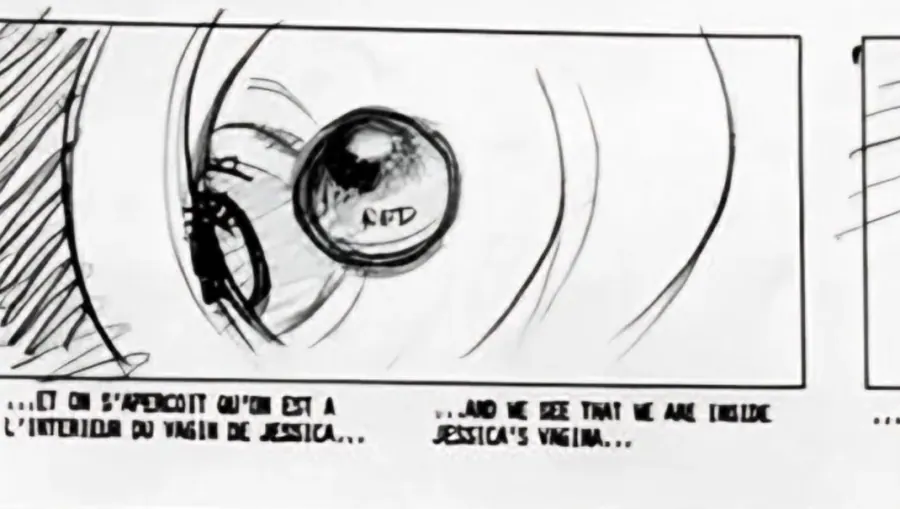 RED
...ET ON S'APERCOIT QU'ON EST A
L'INTERIEUR DU VAGIN DE JESSICA...
...AND WE SEE THAT WE ARE INSIDE
JESSICA'S VAGINA...
...